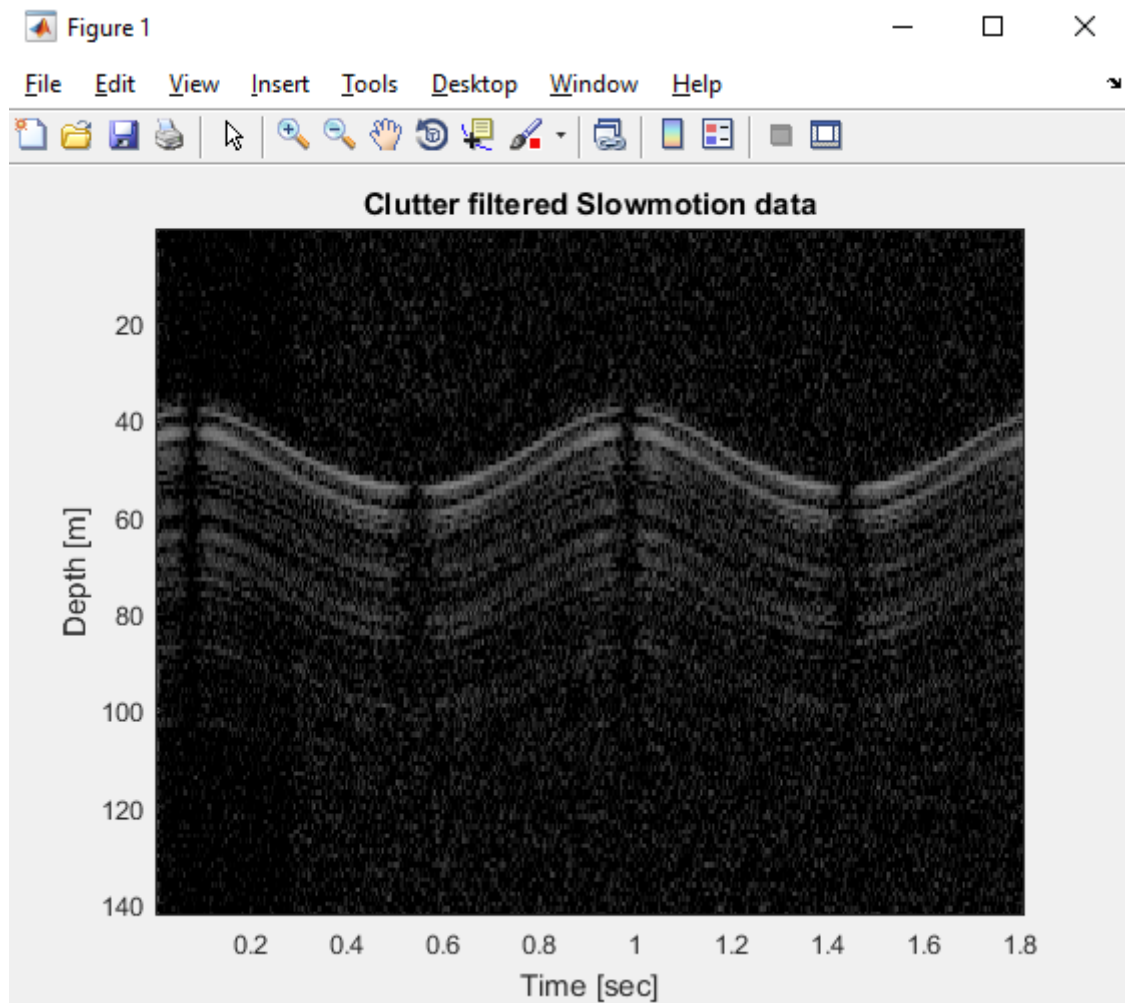 Figure 1
File Edit View Insert Tools Desktop Window Help
Clutter filtered Slowmotion data
20
40
60
80
100
120
140
Depth [m]
0.2 0.4 0.6 0.8 1 1.2 1.4 1.6 1.8
Time [sec]